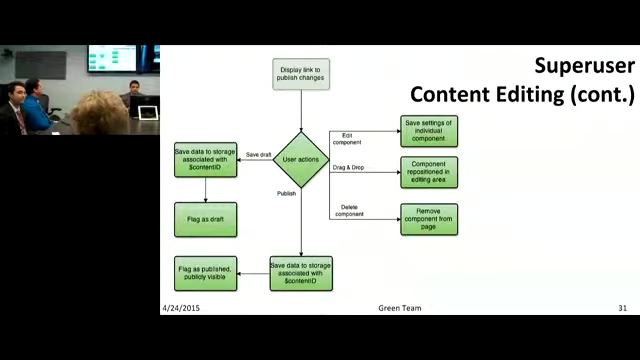 Superuser
Content Editing (cont.)
Display link to
publish changes
User actions
Edit
component
Save settings of
individual
component
Drag & Drop
Component
repositioned in
editing area
Delete
component
Remove
component from
page
Save draft
Save data to storage
associated with
$contentID
Flag as draft
Publish
Save data to storage
associated with
$contentID
Flag as published,
publicly visible
4/24/2015
Green Team
31